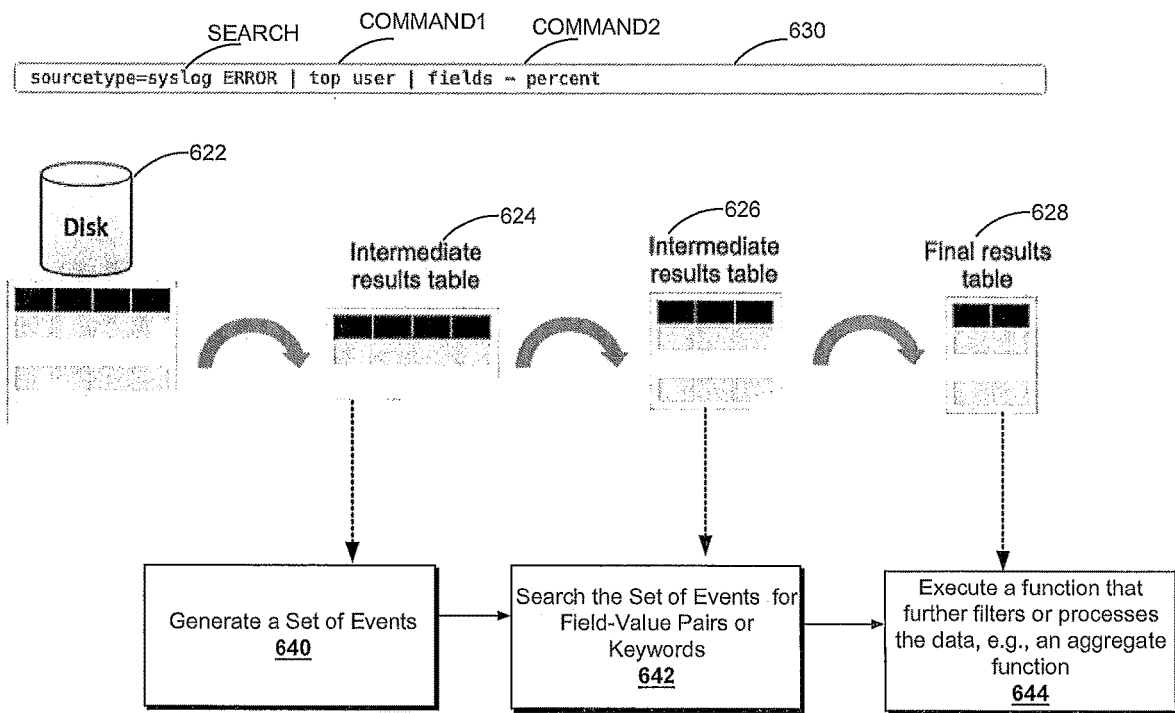 SEARCH
COMMAND1
COMMAND2
630
sourcetype=syslog ERROR | top user | fields - percent
622
Disk
624
Intermediate
results table
626
Intermediate
results table
628
Final results
table
Generate a Set of Events
640
Search the Set of Events for
Field-Value Pairs or
Keywords
642
Execute a function that
further filters or processes
the data, e.g., an aggregate
function
644